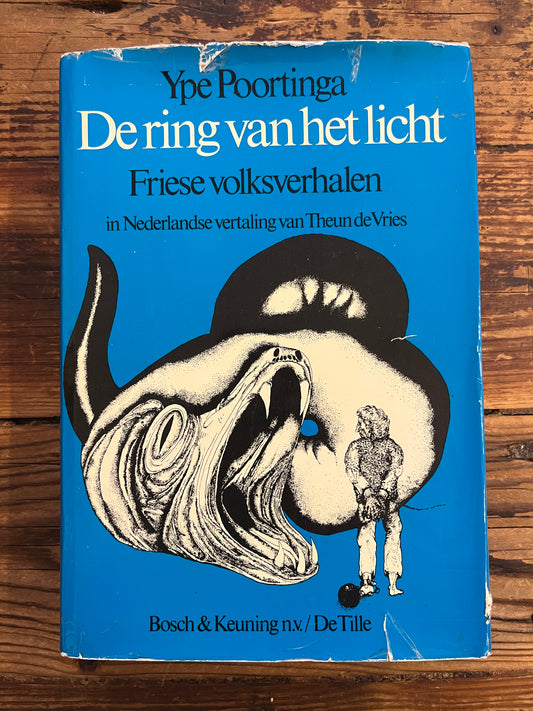 Ype Poortinga
De ring van het licht
Friese volksverhalen
in Nederlandse vertaling van Theun de Vries
Bosch & Keuning n.v./De Tille